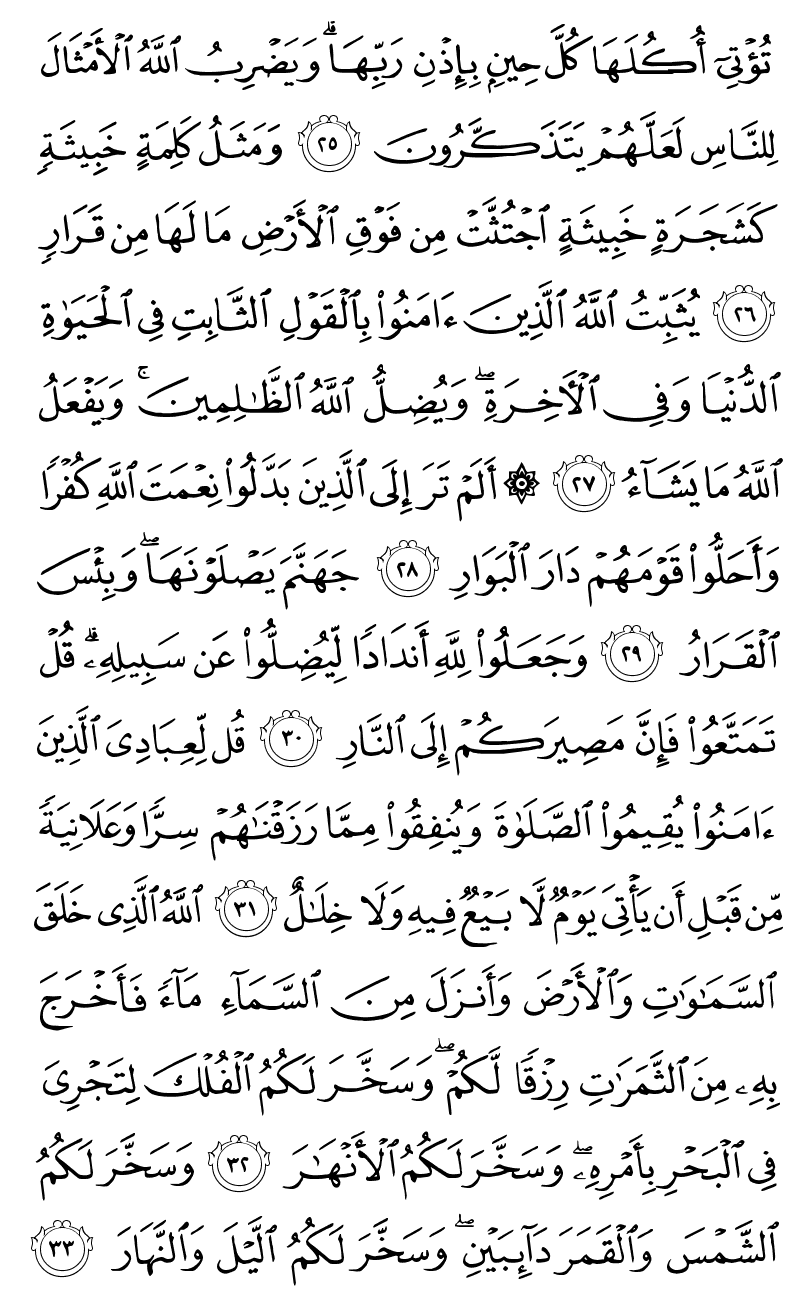 تُؤۡتِيٓ أُكُلَهَا كُلَّ حِينِۭ بِإِذۡنِ رَبِّهَاۗ وَيَضۡرِبُ ٱللَّهُ ٱلۡأَمۡثَالَ
لِلنَّاسِ لَعَلَّهُمۡ يَتَذَكَّرُونَ ٢٥ وَمَثَلُ كَلِمَةٍ خَبِيثَةٖ
كَشَجَرَةٍ خَبِيثَةٍ ٱجۡتُثَّتۡ مِن فَوۡقِ ٱلۡأَرۡضِ مَا لَهَا مِن قَرَارٖ
٢٦ يُثَبِّتُ ٱللَّهُ ٱلَّذِينَ ءَامَنُواْ بِٱلۡقَوۡلِ ٱلثَّابِتِ فِي ٱلۡحَيَوٰةِ
ٱلدُّنۡيَا وَفِي ٱلۡأٓخِرَةِۖ وَيُضِلُّ ٱللَّهُ ٱلظَّٰلِمِينَۚ وَيَفۡعَلُ
ٱللَّهُ مَا يَشَآءُ ٢٧ ۞ أَلَمۡ تَرَ إِلَى ٱلَّذِينَ بَدَّلُواْ نِعۡمَتَ ٱللَّهِ كُفۡرٗا
وَأَحَلُّواْ قَوۡمَهُمۡ دَارَ ٱلۡبَوَارِ ٢٨ جَهَنَّمَ يَصۡلَوۡنَهَاۖ وَبِئۡسَ
ٱلۡقَرَارُ ٢٩ وَجَعَلُواْ لِلَّهِ أَندَادٗا لِّيُضِلُّواْ عَن سَبِيلِهِۦۗ قُلۡ
تَمَتَّعُواْ فَإِنَّ مَصِيرَكُمۡ إِلَى ٱلنَّارِ ٣٠ قُل لِّعِبَادِيَ ٱلَّذِينَ
ءَامَنُواْ يُقِيمُواْ ٱلصَّلَوٰةَ وَيُنفِقُواْ مِمَّا رَزَقۡنَٰهُمۡ سِرّٗا وَعَلَانِيَةٗ
مِّن قَبۡلِ أَن يَأۡتِيَ يَوۡمٞ لَّا بَيۡعٞ فِيهِ وَلَا خِلَٰلٌ ٣١ ٱللَّهُ ٱلَّذِي خَلَقَ
ٱلسَّمَٰوَٰتِ وَٱلۡأَرۡضَ وَأَنزَلَ مِنَ ٱلسَّمَآءِ مَآءٗ فَأَخۡرَجَ
بِهِۦ مِنَ ٱلثَّمَرَٰتِ رِزۡقٗا لَّكُمۡۖ وَسَخَّرَ لَكُمُ ٱلۡفُلۡكَ لِتَجۡرِيَ
فِي ٱلۡبَحۡرِ بِأَمۡرِهِۦۖ وَسَخَّرَ لَكُمُ ٱلۡأَنۡهَٰرَ ٣٢ وَسَخَّرَ لَكُمُ
ٱلشَّمۡسَ وَٱلۡقَمَرَ دَآئِبَيۡنِۖ وَسَخَّرَ لَكُمُ ٱلَّيۡلَ وَٱلنَّهَارَ ٣٣